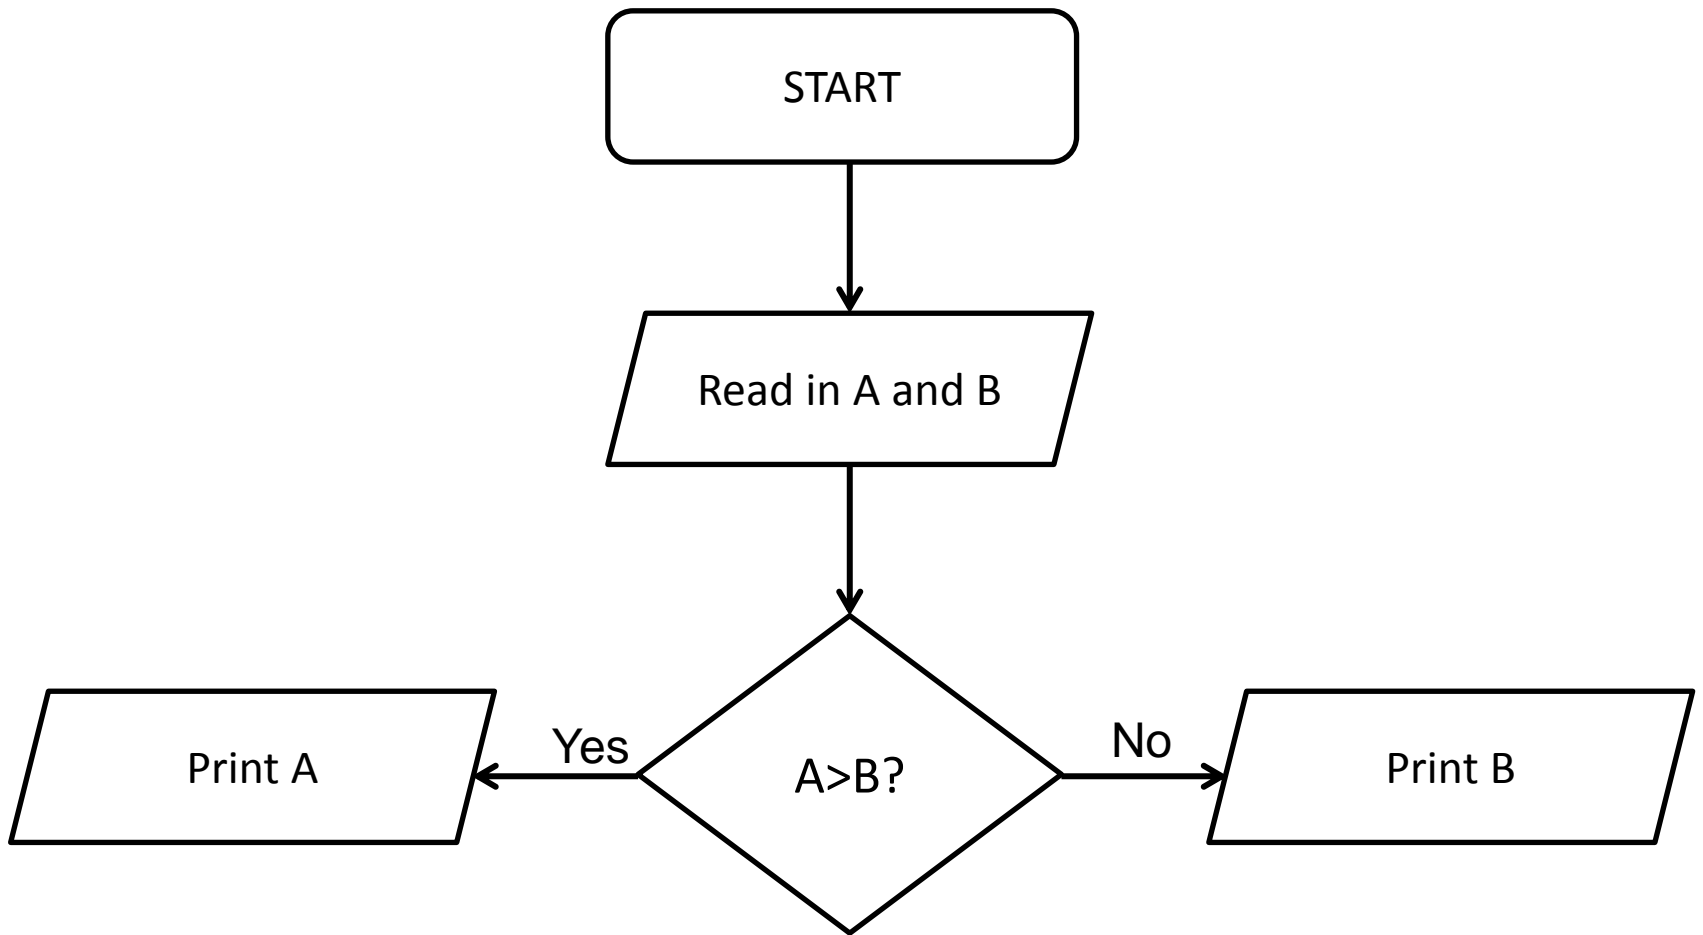 START
Read in A and B
Yes
No
Print A
A>B?
Print B